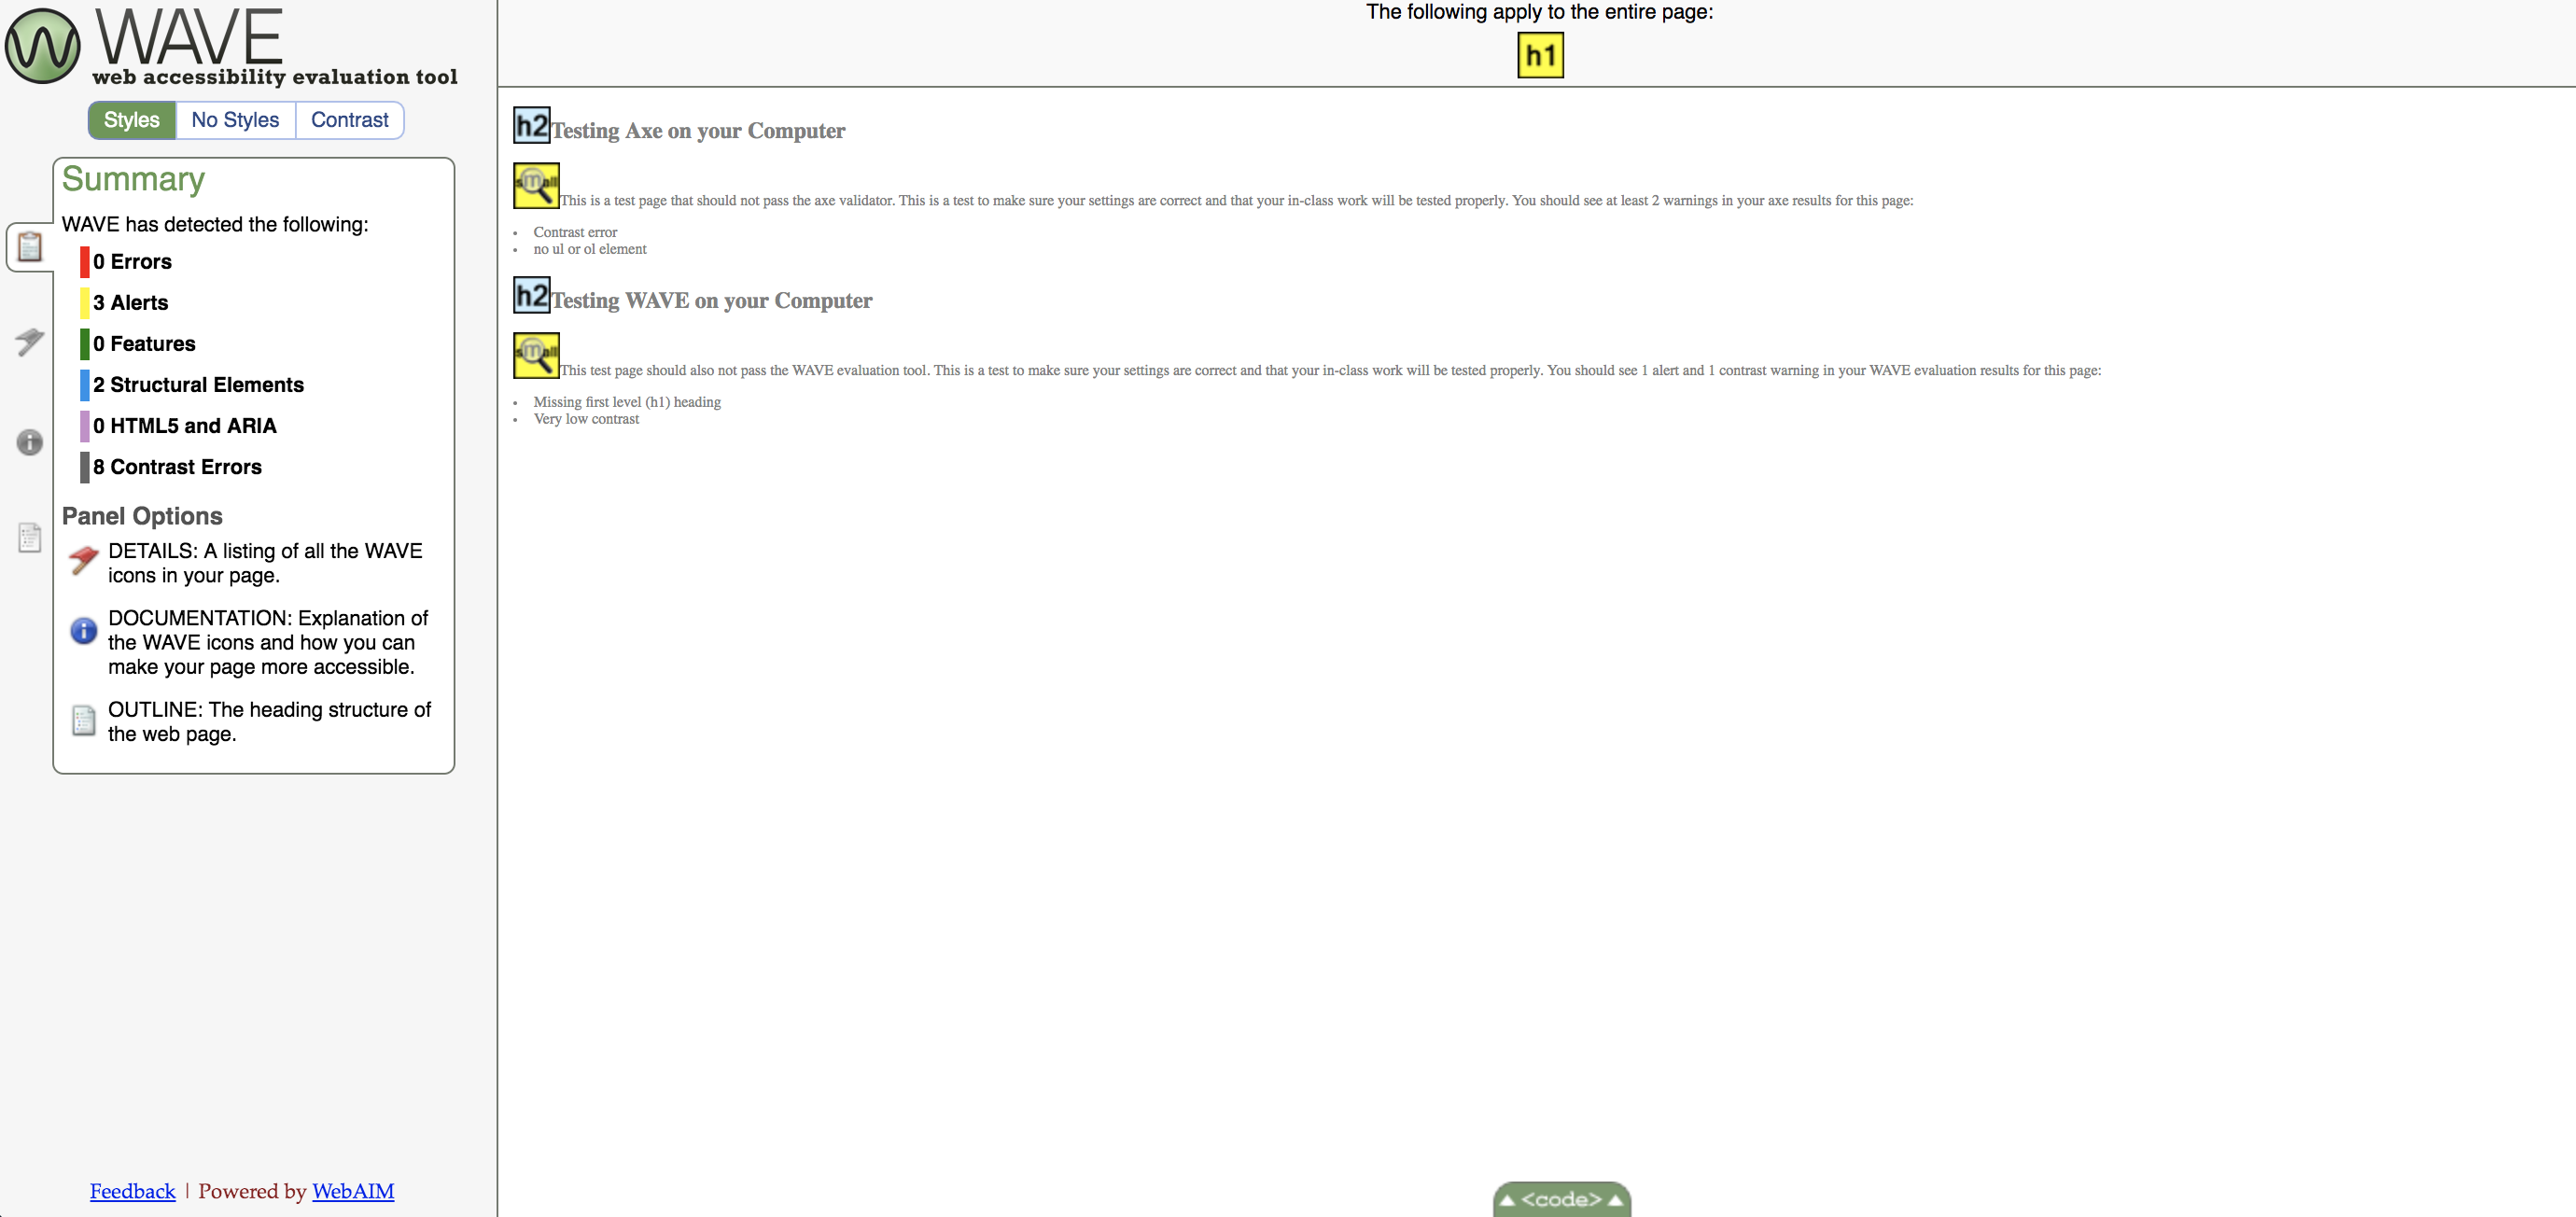 WAVE
web accessibility evaluation tool
Styles
No Styles
Contrast
Summary
WAVE has detected the following:
0 Errors
3 Alerts
0 Features
2 Structural Elements
0 HTML5 and ARIA
8 Contrast Errors
Panel Options
DETAILS: A listing of all the WAVE
icons in your page.
DOCUMENTATION: Explanation of
the WAVE icons and how you can
make your page more accessible.
OUTLINE: The heading structure of
the web page.
Feedback | Powered by WebAIM
The following apply to the entire page:
h1
h2 Testing Axe on your Computer
small This is a test page that should not pass the axe validator. This is a test to make sure your settings are correct and that your in-class work will be tested properly. You should see at least 2 warnings in your axe results for this page:
• Contrast error
• no ul or ol element
h2 Testing WAVE on your Computer
small This test page should also not pass the WAVE evaluation tool. This is a test to make sure your settings are correct and that your in-class work will be tested properly. You should see 1 alert and 1 contrast warning in your WAVE evaluation results for this page:
• Missing first level (h1) heading
• Very low contrast
▲ <code> ▲